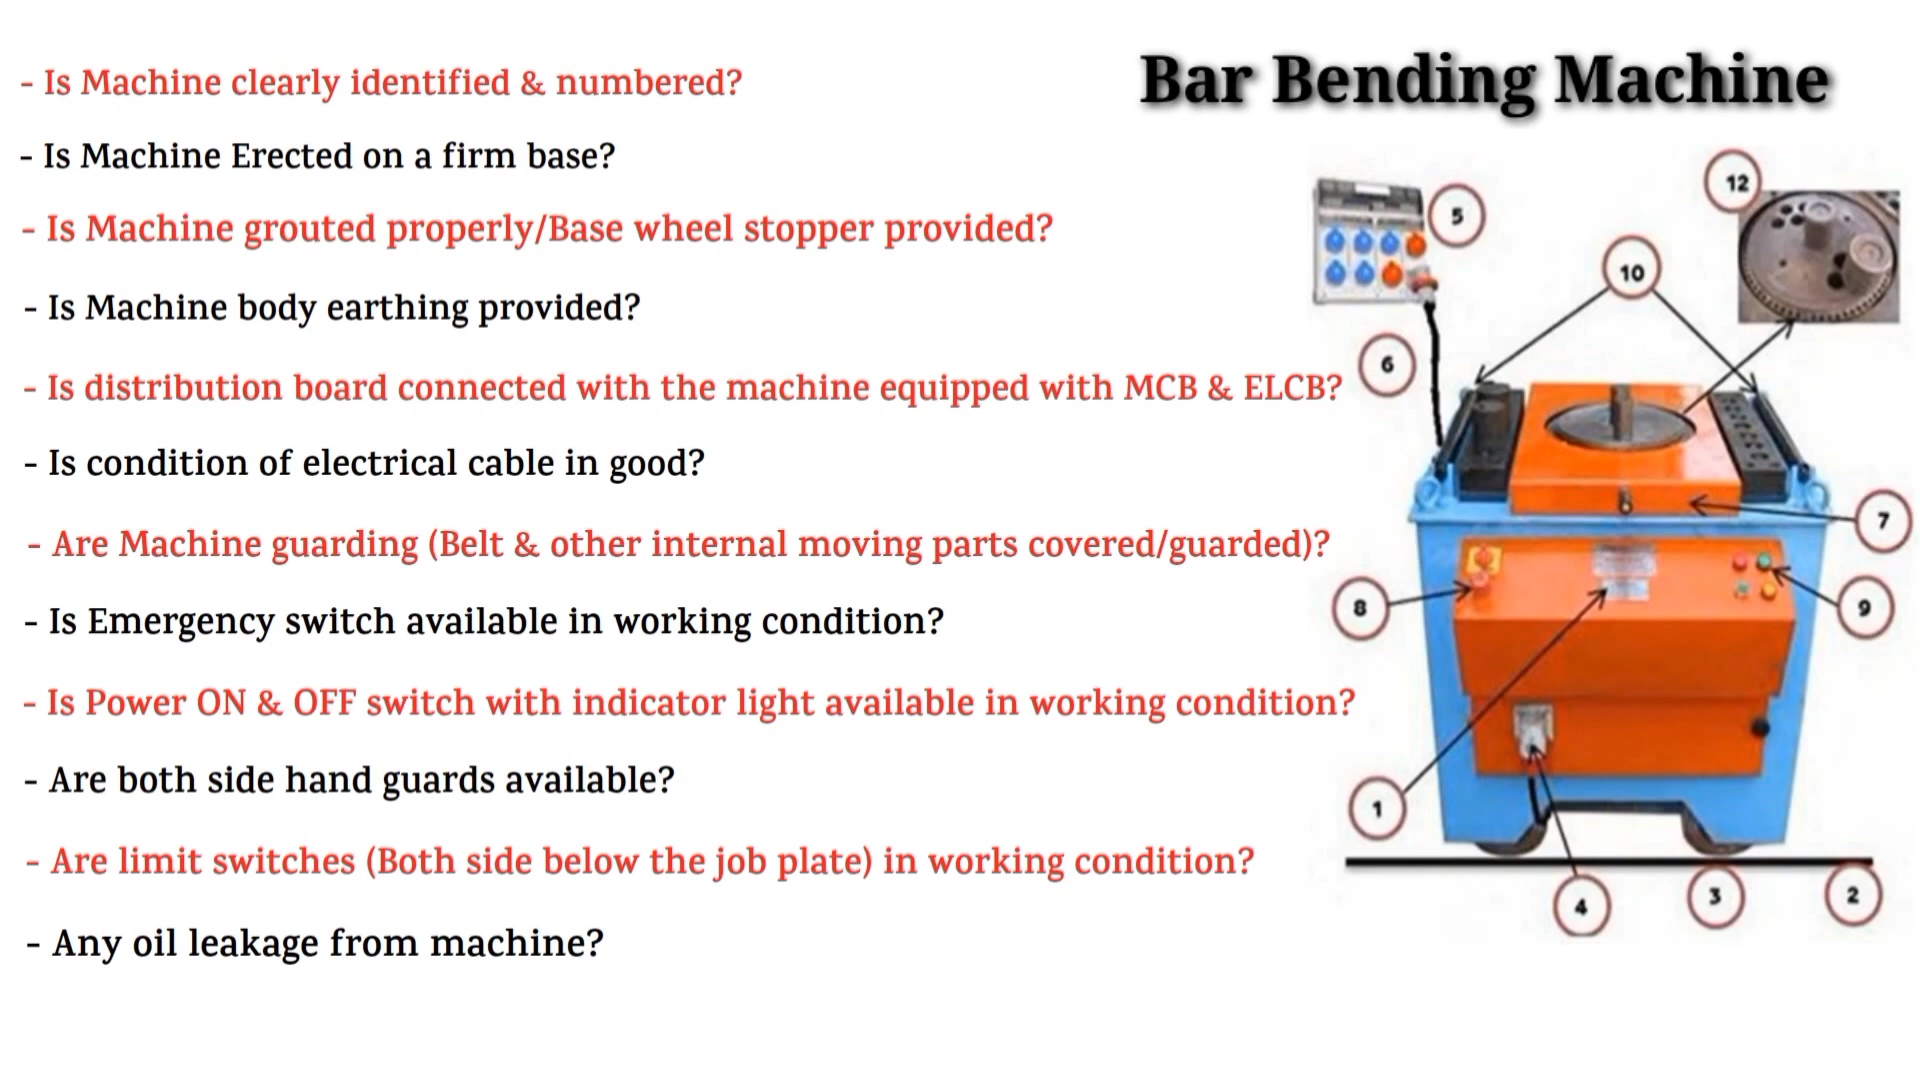 Bar Bending Machine
- Is Machine clearly identified & numbered?
- Is Machine Erected on a firm base?
- Is Machine grouted properly/Base wheel stopper provided?
- Is Machine body earthing provided?
- Is distribution board connected with the machine equipped with MCB & ELCB?
- Is condition of electrical cable in good?
- Are Machine guarding (Belt & other internal moving parts covered/guarded)?
- Is Emergency switch available in working condition?
- Is Power ON & OFF switch with indicator light available in working condition?
- Are both side hand guards available?
- Are limit switches (Both side below the job plate) in working condition?
- Any oil leakage from machine?
12
5
10
6
7
8
9
1
4
3
2